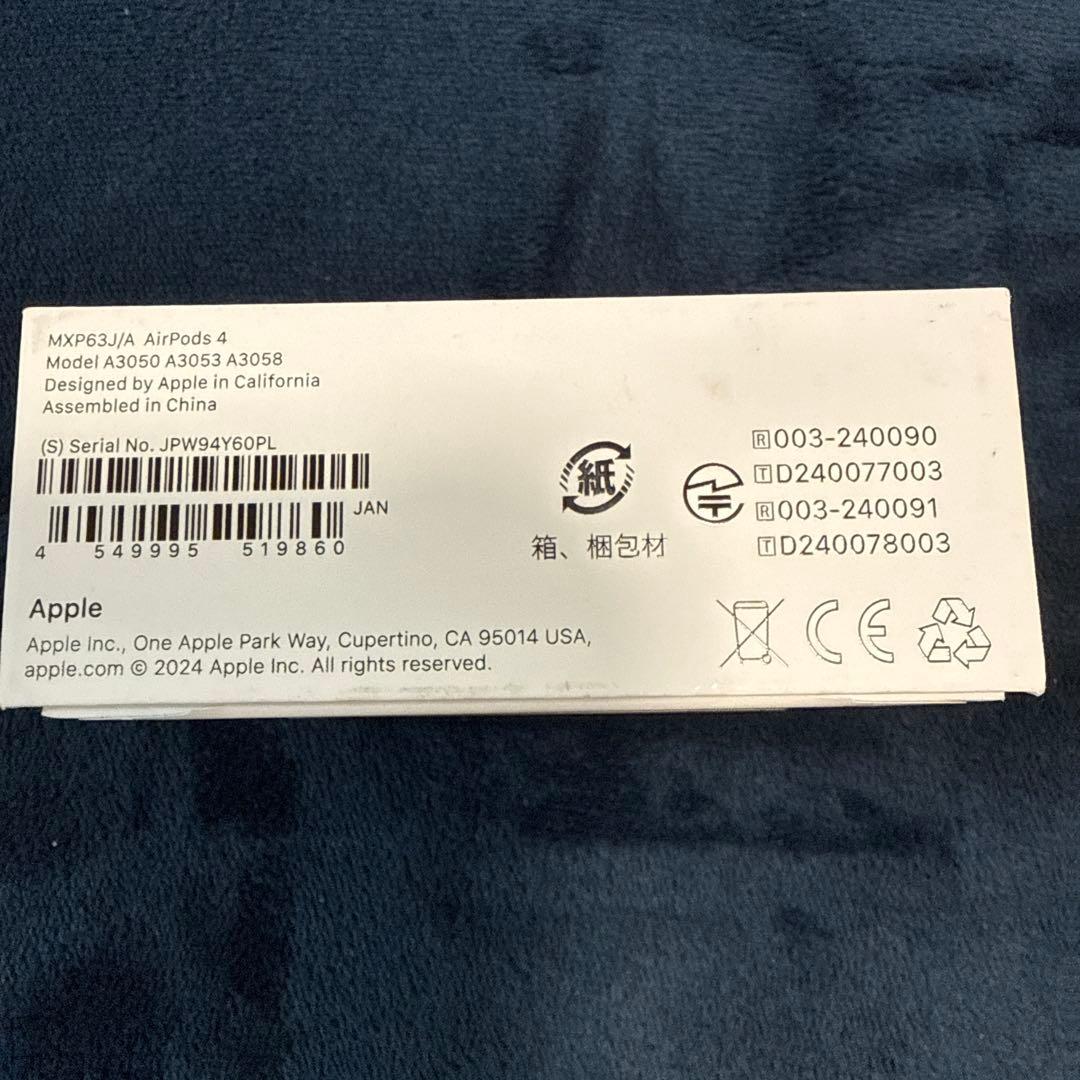 MXP63J/A AirPods 4
Model A3050 A3053 A3058
Designed by Apple in California
Assembled in China
(S) Serial No. JPW94Y60PL
JAN
4 549995 519860
紙
箱、梱包材
R003-240090
TD240077003
R003-240091
TD240078003
Apple
Apple Inc., One Apple Park Way, Cupertino, CA 95014 USA,
apple.com © 2024 Apple Inc. All rights reserved.
CE